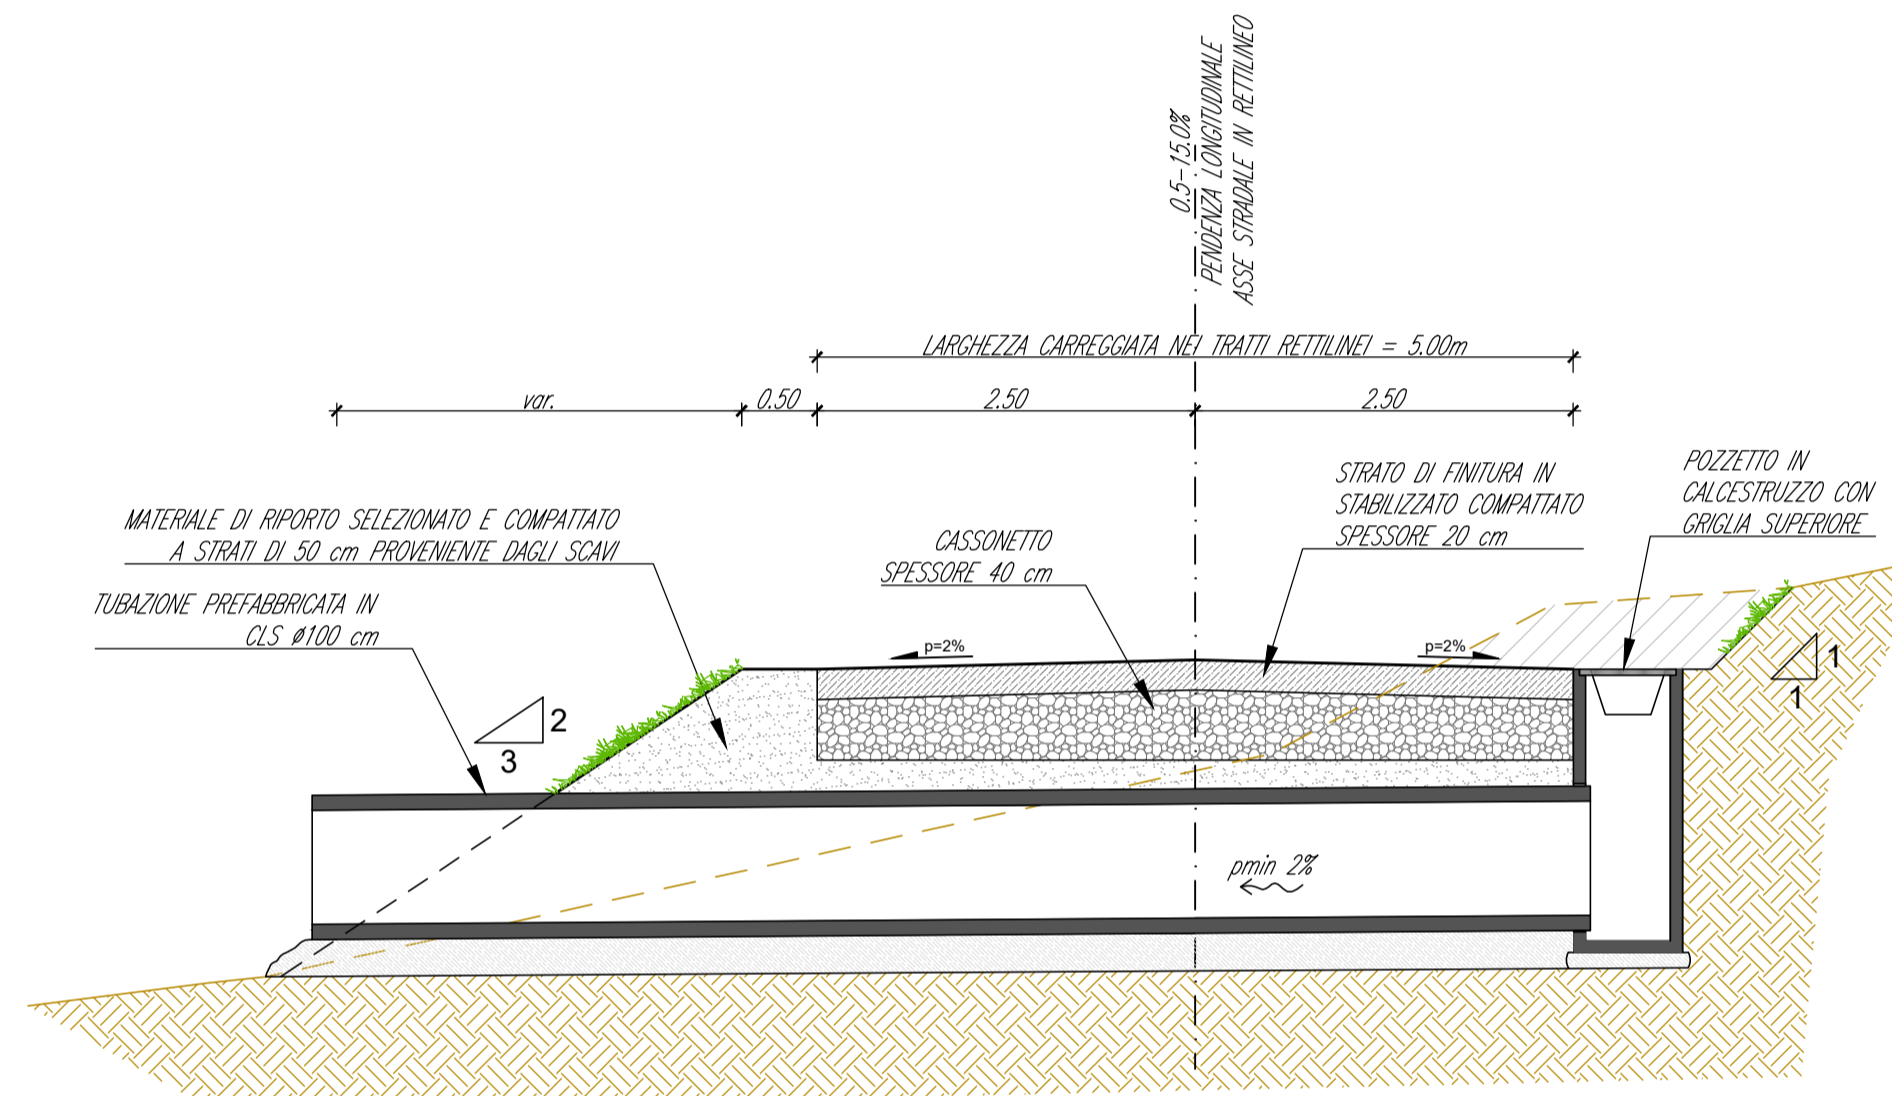 0.5-15.0%
PENDENZA LONGITUDINALE
ASSE STRADALE IN RETTILINEO
LARGHEZZA CARREGGIATA NEI TRATTI RETTILINEI = 5.00m
var.
0.50
2.50
2.50
MATERIALE DI RIPORTO SELEZIONATO E COMPATTATO
A STRATI DI 50 cm PROVENIENTE DAGLI SCAVI
TUBAZIONE PREFABBRICATA IN
CLS ø100 cm
CASSONETTO
SPESSORE 40 cm
STRATO DI FINITURA IN
STABILIZZATO COMPATTATO
SPESSORE 20 cm
POZZETTO IN
CALCESTRUZZO CON
GRIGLIA SUPERIORE
p=2%
p=2%
2
3
1
1
pmin 2%